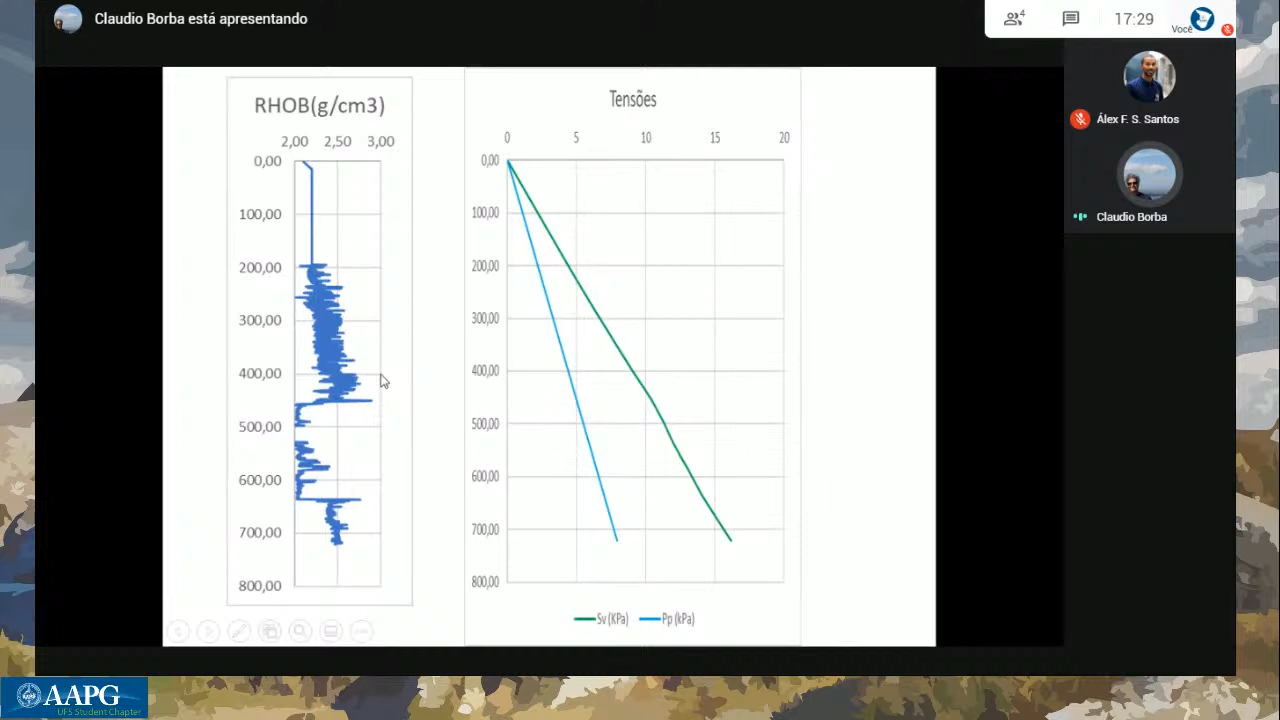 Claudio Borba está apresentando
4
17:29
Você
Álex F. S. Santos
Claudio Borba
RHOB(g/cm3)
2,00 2,50 3,00
0,00
100,00
200,00
300,00
400,00
500,00
600,00
700,00
800,00
Tensões
0 5 10 15 20
0,00
100,00
200,00
300,00
400,00
500,00
600,00
700,00
800,00
Sv (KPa) Pp (kPa)
AAPG
UFS Student Chapter